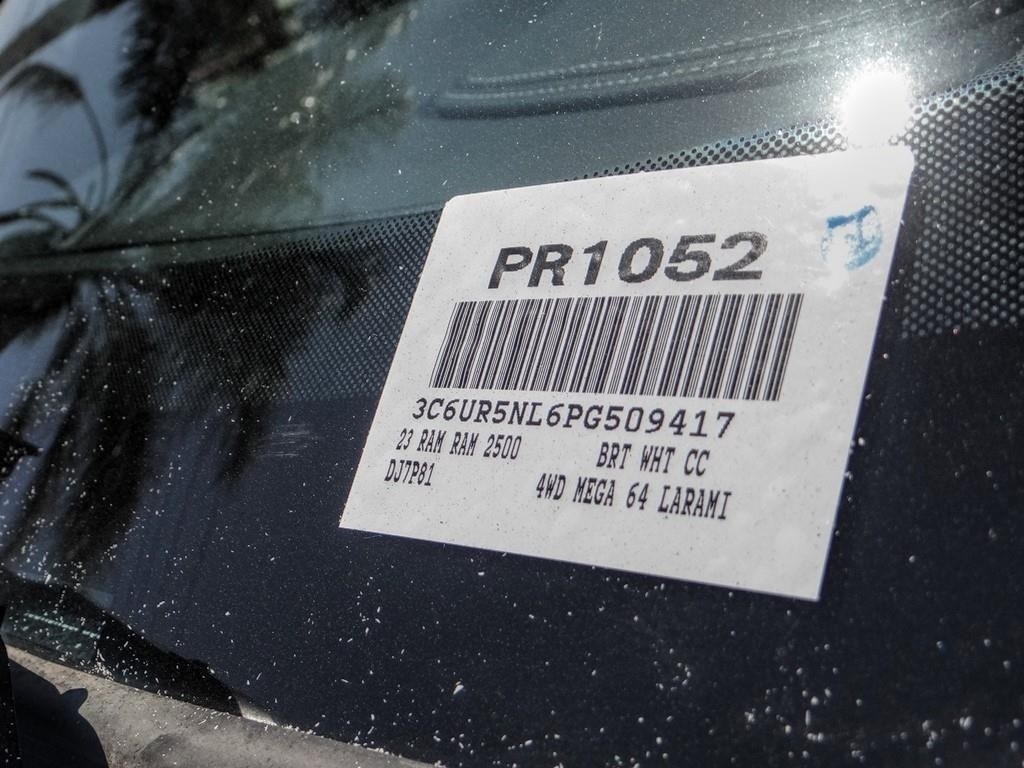 PR1052
3C6UR5NL6PG509417
23 RAM RAM 2500 BRT WHT CC
DJ7P81 4WD MEGA 64 LARAMI